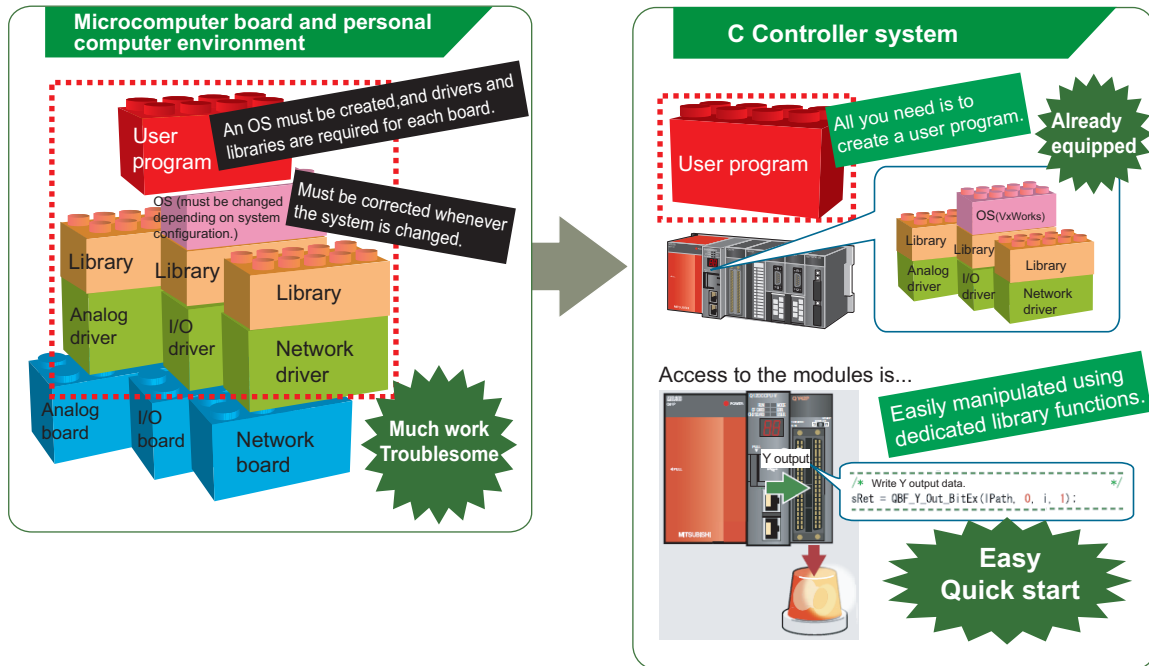 Microcomputer board and personal
computer environment
An OS must be created,and drivers and
libraries are required for each board.
User
program
Must be corrected whenever
the system is changed.
OS (must be changed
depending on system
configuration.)
Library
Library
Library
Analog
driver
I/O
driver
Network
driver
Analog
board
I/O
board
Network
board
Much work
Troublesome
C Controller system
All you need is to
create a user program.
Already
equipped
User program
OS(VxWorks)
Library
Library
Library
Analog
driver
I/O
driver
Network
driver
Access to the modules is...
Easily manipulated using
dedicated library functions.
POWER
Y output
/* Write Y output data. */
sRet = QBF_Y_Out_BitEx(lPath, 0, i, 1);
MITSUBISHI
Easy
Quick start